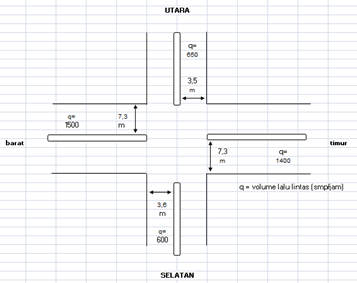 UTARA
q=
650
3,5
m
q=
1500
7,3
m
barat
timur
7,3
m
q=
1400
q = volume lalu lintas (smp/jam)
3,6
m
q=
600
SELATAN